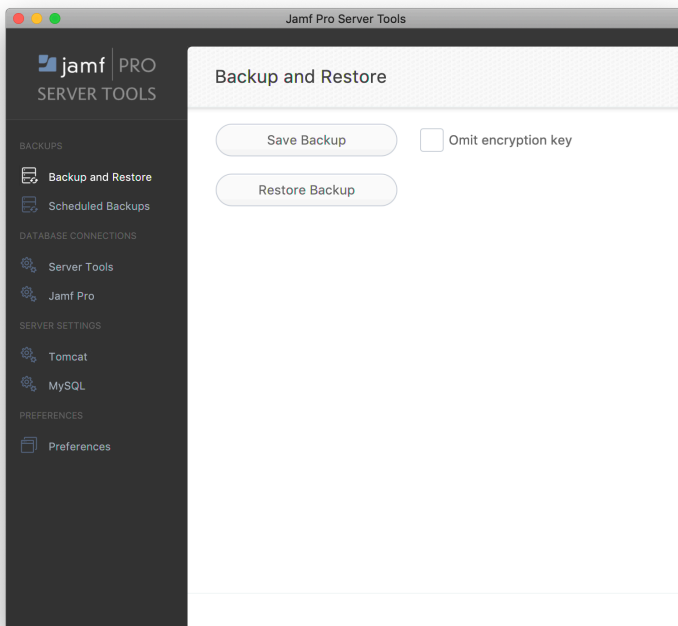 Jamf Pro Server Tools
jamf PRO
SERVER TOOLS
BACKUPS
Backup and Restore
Scheduled Backups
DATABASE CONNECTIONS
Server Tools
Jamf Pro
SERVER SETTINGS
Tomcat
MySQL
PREFERENCES
Preferences
Backup and Restore
Save Backup Omit encryption key
Restore Backup